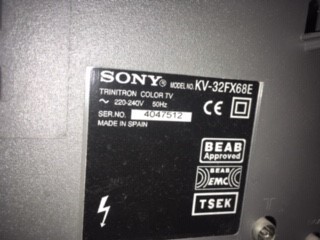 SONY® MODEL NO. KV-32FX68E
TRINITRON COLOR TV
~ 220-240V 50Hz
SER.NO. 4047512
MADE IN SPAIN
CE
BEAB
Approved
BEAB
EMC
TSEK